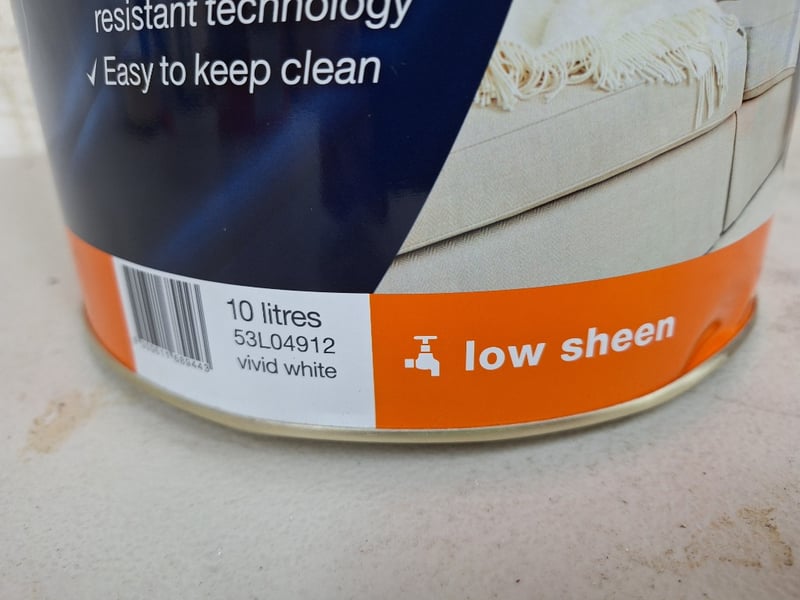 resistant technology
✓ Easy to keep clean
10 litres
53L04912
vivid white
low sheen